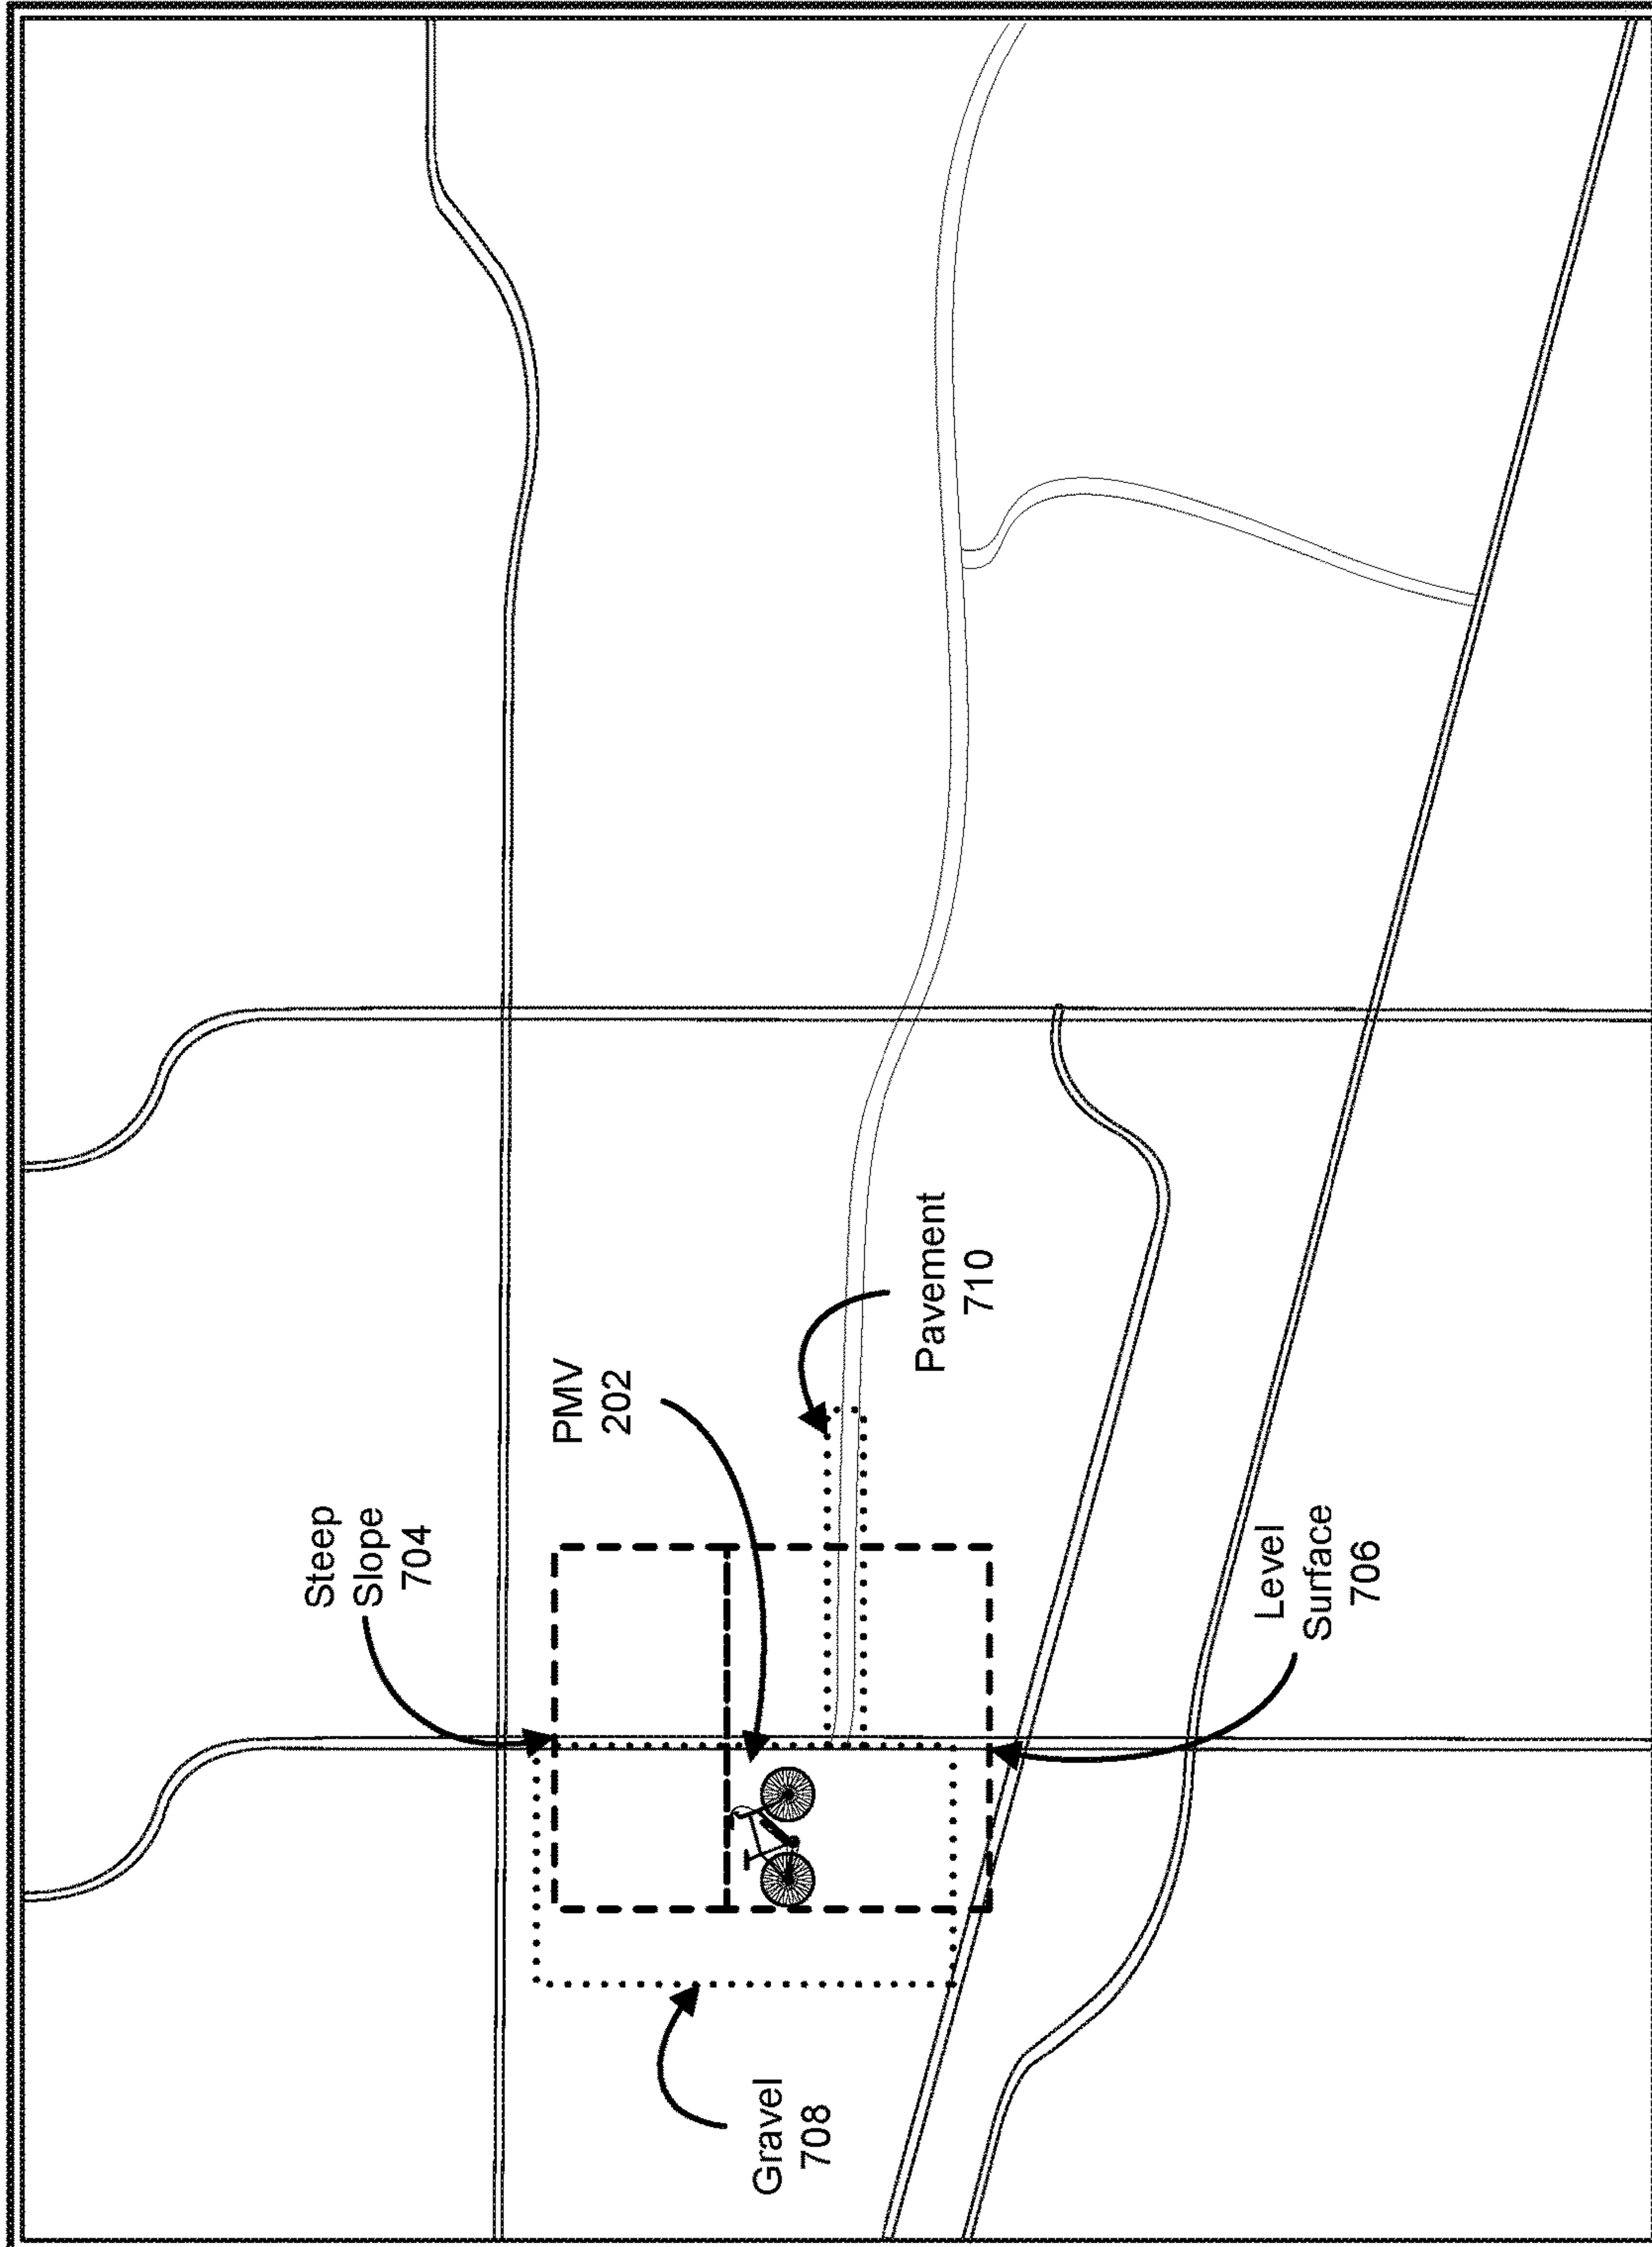 Steep
Slope
704
PMV
202
Pavement
710
Gravel
708
Level
Surface
706